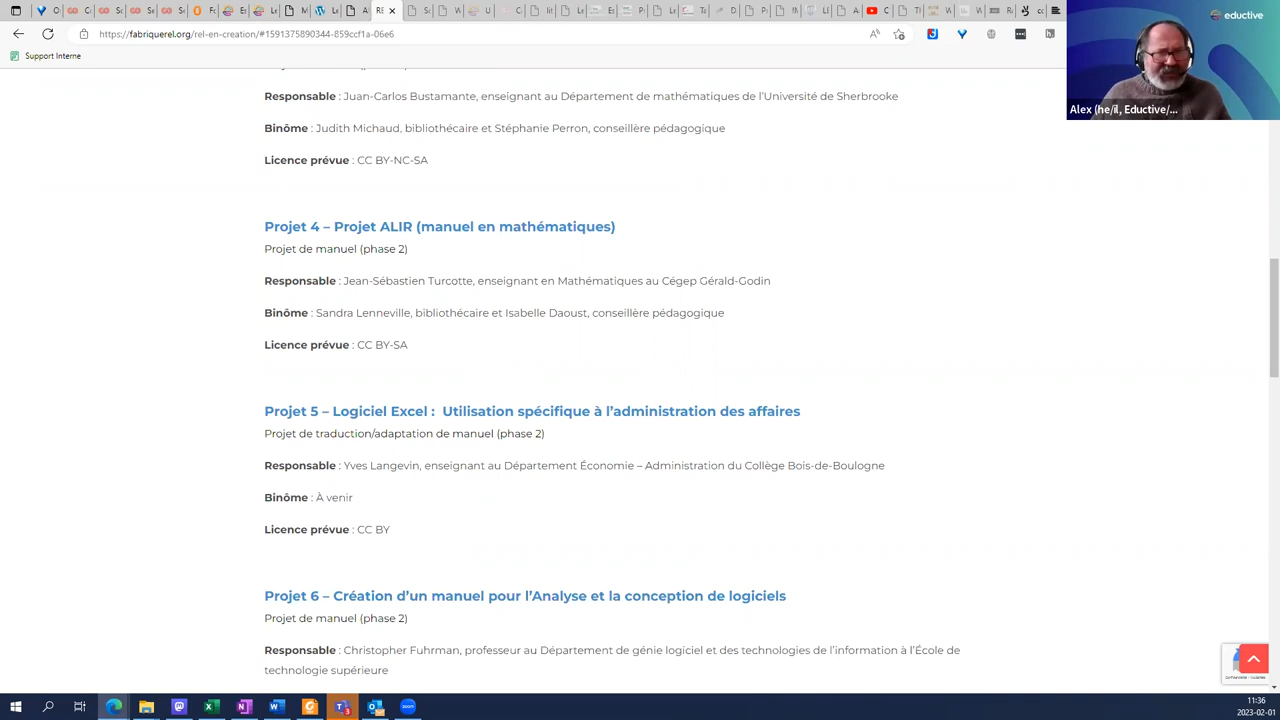 eductive
https://fabriquerel.org/rel-en-creation/#1591375890344-859ccf1a-06e6
Support Interne
Responsable : Juan-Carlos Bustamante, enseignant au Département de mathématiques de l’Université de Sherbrooke
Alex (he/il, Eductive/...
Binôme : Judith Michaud, bibliothécaire et Stéphanie Perron, conseillère pédagogique
Licence prévue : CC BY-NC-SA
Projet 4 – Projet ALIR (manuel en mathématiques)
Projet de manuel (phase 2)
Responsable : Jean-Sébastien Turcotte, enseignant en Mathématiques au Cégep Gérald-Godin
Binôme : Sandra Lenneville, bibliothécaire et Isabelle Daoust, conseillère pédagogique
Licence prévue : CC BY-SA
Projet 5 – Logiciel Excel : Utilisation spécifique à l’administration des affaires
Projet de traduction/adaptation de manuel (phase 2)
Responsable : Yves Langevin, enseignant au Département Économie – Administration du Collège Bois-de-Boulogne
Binôme : À venir
Licence prévue : CC BY
Projet 6 – Création d’un manuel pour l’Analyse et la conception de logiciels
Projet de manuel (phase 2)
Responsable : Christopher Fuhrman, professeur au Département de génie logiciel et des technologies de l’information à l’École de
technologie supérieure
11:36
2023-02-01